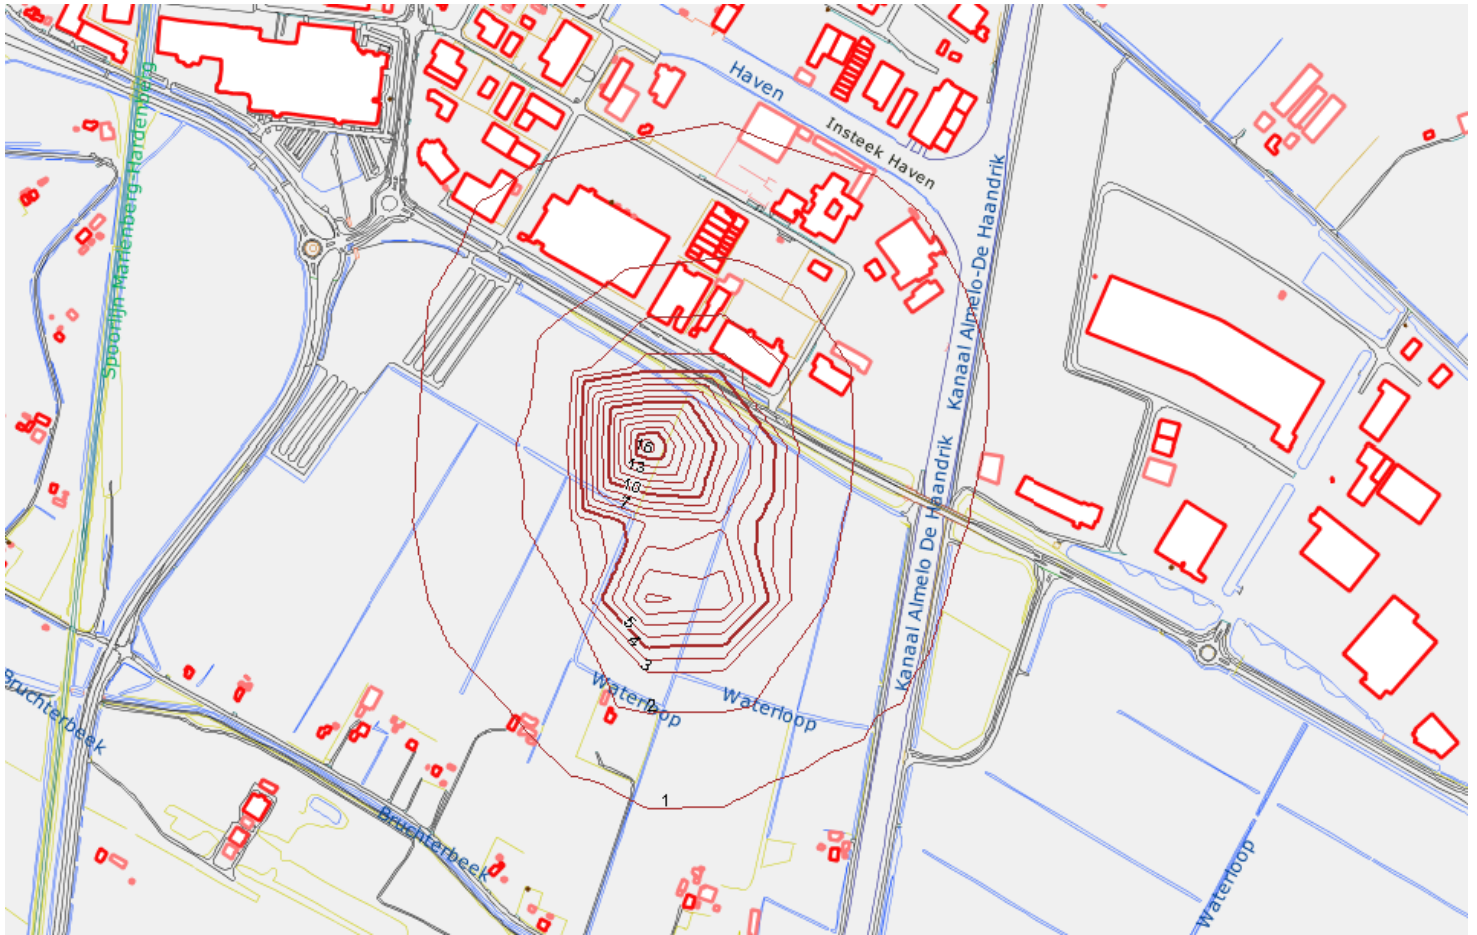 Haven
Insteek Haven
Spoorlijn Mariënberg-Hardenberg
Kanaal Almelo-De Haandrik
Kanaal Almelo De Haandrik
16
13
10
7
5
4
3
2
1
Waterloop
Waterloop
Bruchterbeek
Bruchterbeek
Waterloop